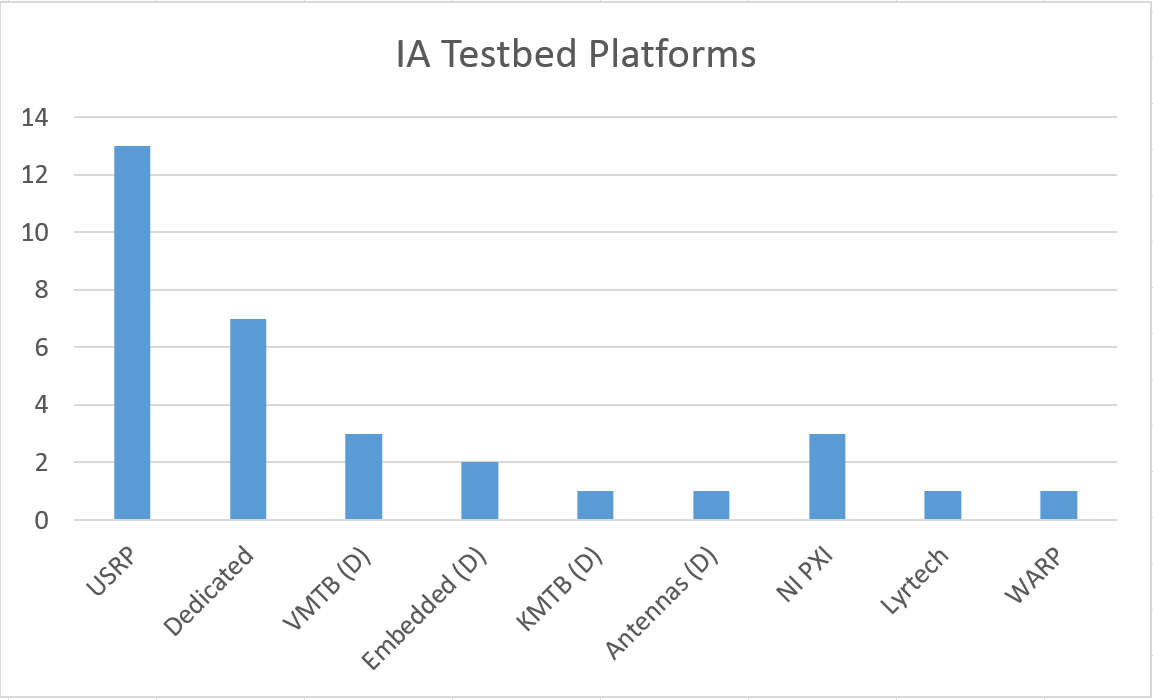 IA Testbed Platforms
14
12
10
8
6
4
2
0
USRP
Dedicated
VMTB (D)
Embedded (D)
KMTB (D)
Antennas (D)
NI PXI
Lyrtech
WARP